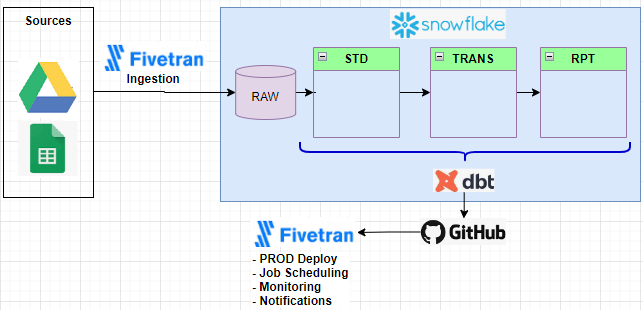 Sources
Fivetran
Ingestion
snowflake
STD
TRANS
RPT
RAW
dbt
GitHub
Fivetran
- PROD Deploy
- Job Scheduling
- Monitoring
- Notifications